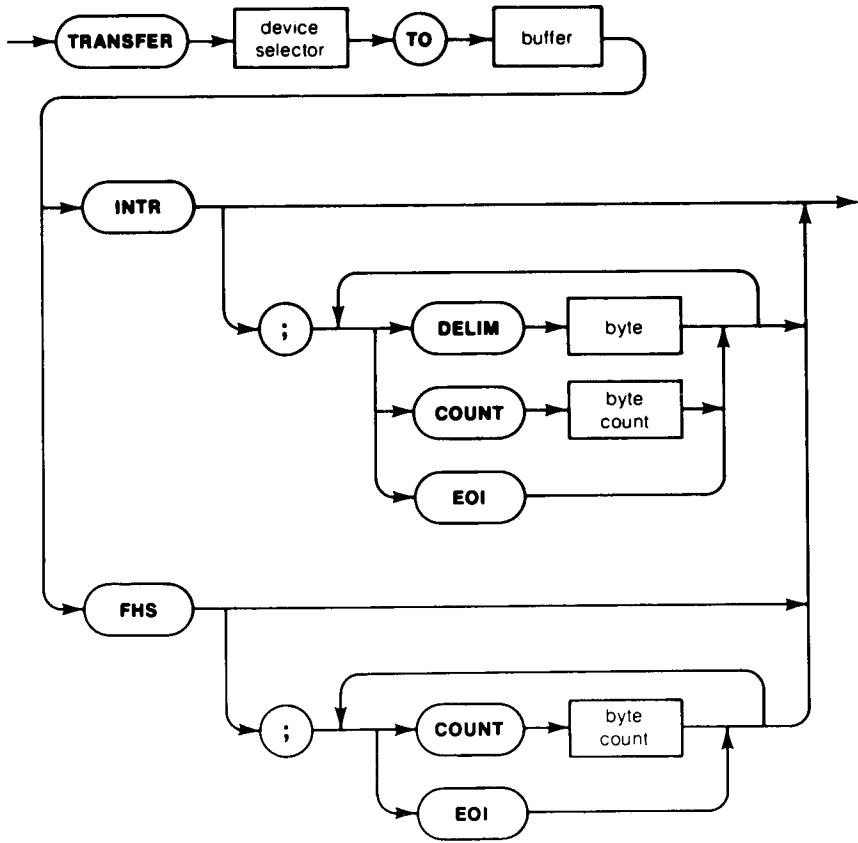 TRANSFER
device
selector
TO
buffer
INTR
;
DELIM
byte
COUNT
byte
count
EOI
FHS
;
COUNT
byte
count
EOI